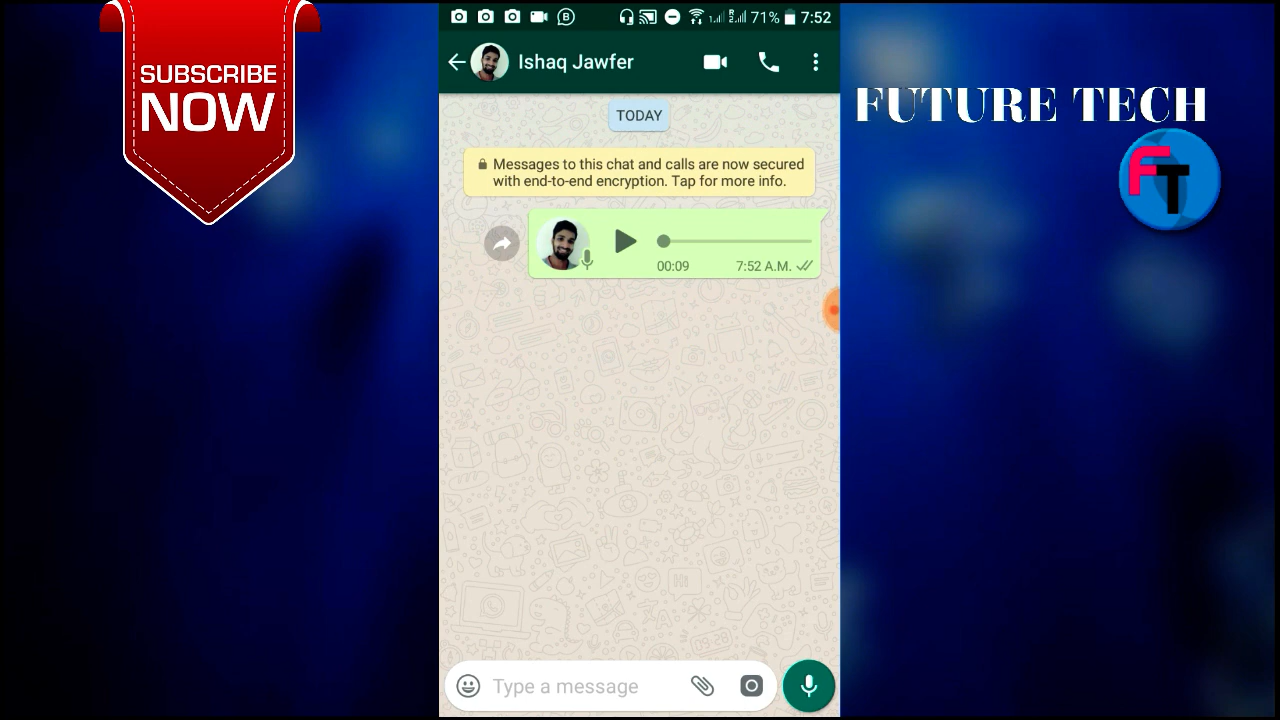 SUBSCRIBE
NOW
71% 7:52
Ishaq Jawfer
TODAY
Messages to this chat and calls are now secured
with end-to-end encryption. Tap for more info.
00:09 7:52 A.M.
Type a message
FUTURE TECH
FT